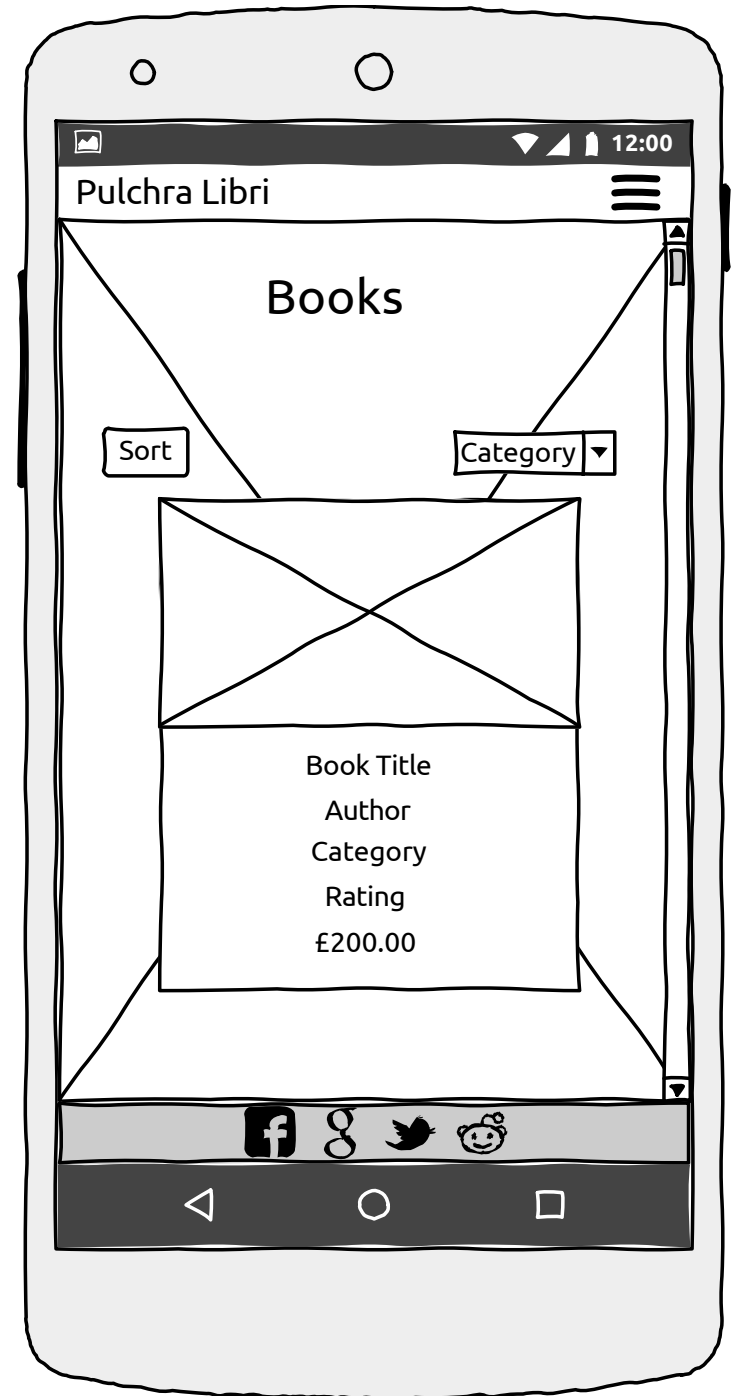 12:00
Pulchra Libri
Books
Sort
Category
Book Title
Author
Category
Rating
£200.00